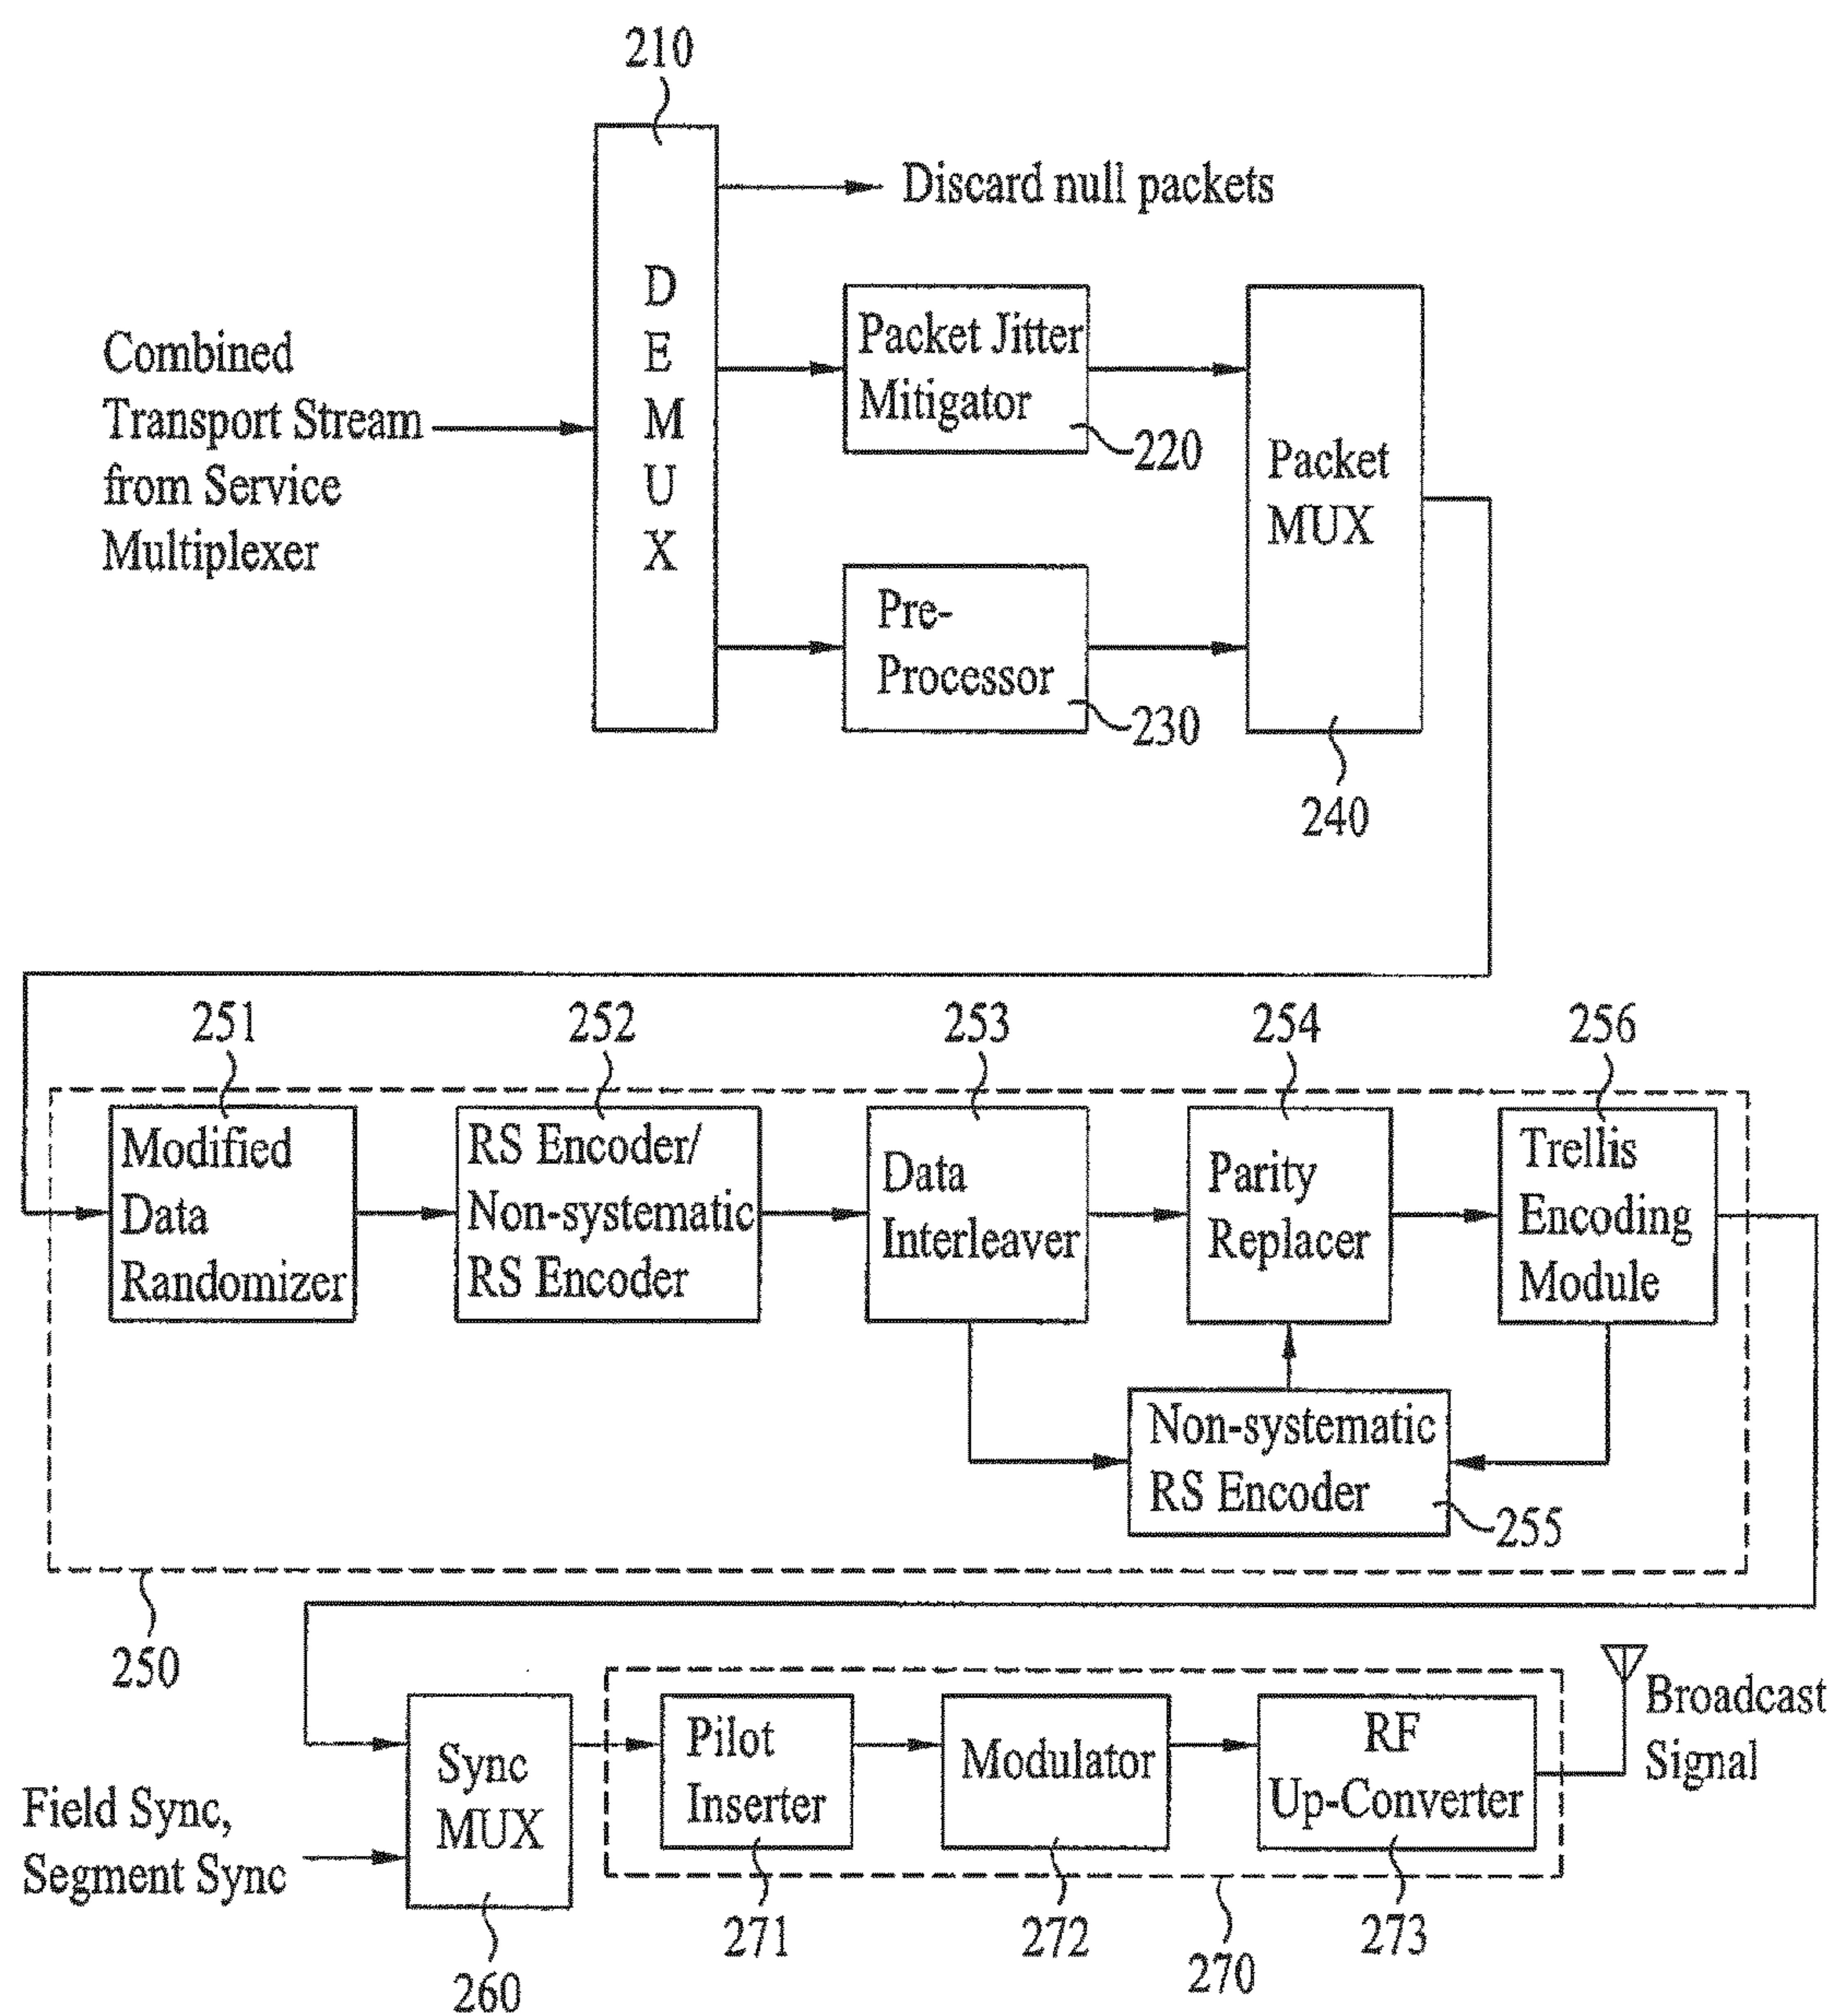 210
Discard null packets
D
E
M
U
X
Combined
Transport Stream
from Service
Multiplexer
Packet Jitter
Mitigator
220
Pre-
Processor
230
Packet
MUX
240
251
252
253
254
256
Modified
Data
Randomizer
RS Encoder/
Non-systematic
RS Encoder
Data
Interleaver
Parity
Replacer
Trellis
Encoding
Module
Non-systematic
RS Encoder
255
250
Field Sync,
Segment Sync
Sync
MUX
260
Pilot
Inserter
271
Modulator
272
RF
Up-Converter
273
270
Broadcast
Signal